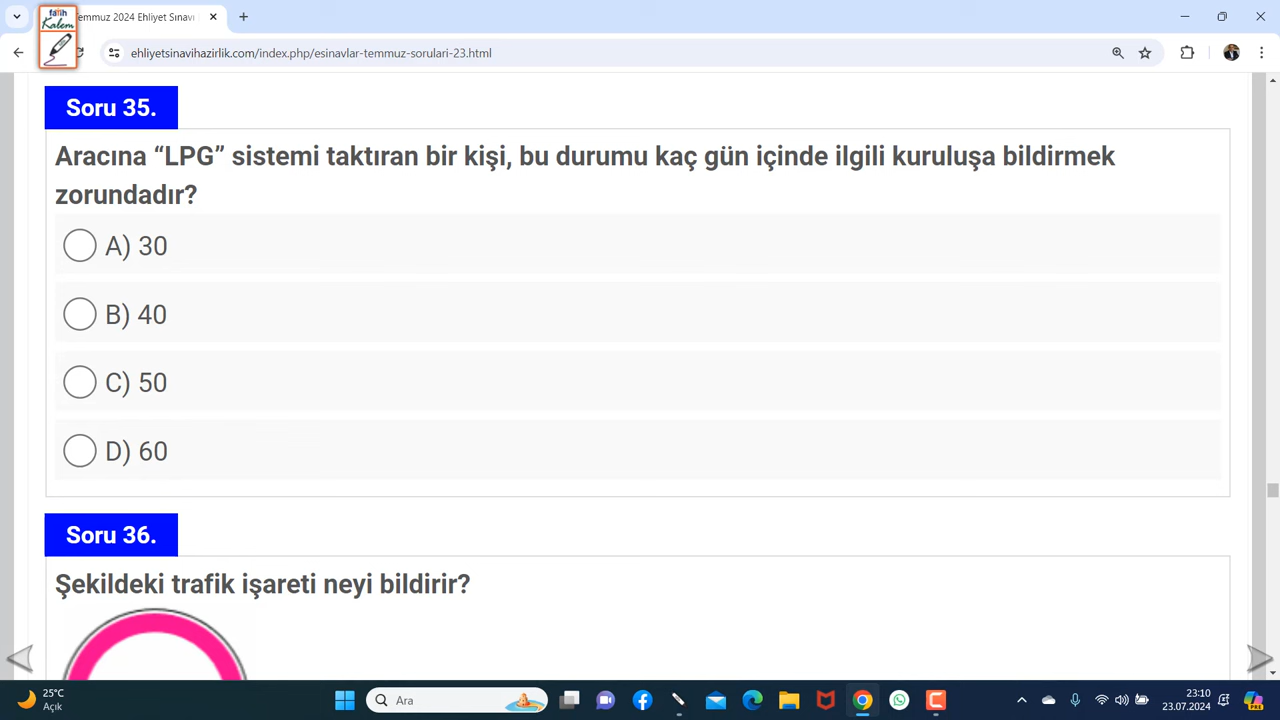 fatih
Kalem
Temmuz 2024 Ehliyet Sınavı
ehliyetsinavihazirlik.com/index.php/esinavlar-temmuz-sorulari-23.html
Soru 35.
Aracına “LPG” sistemi taktıran bir kişi, bu durumu kaç gün içinde ilgili kuruluşa bildirmek
zorundadır?
A) 30
B) 40
C) 50
D) 60
Soru 36.
Şekildeki trafik işareti neyi bildirir?
25°C
Açık
Ara
23:10
23.07.2024
PRE